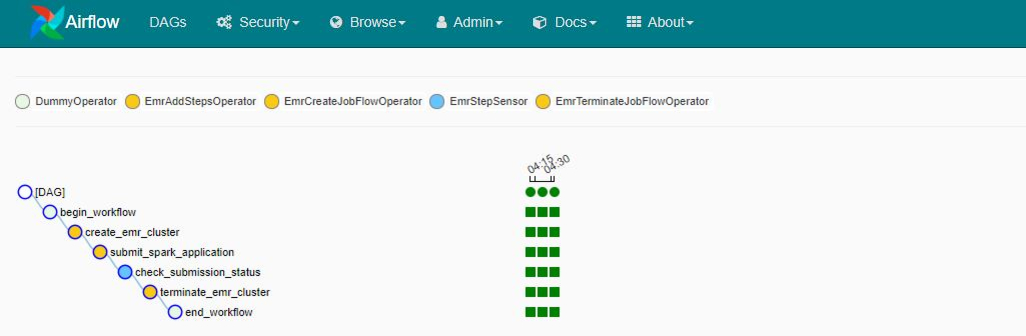 Airflow DAGs Security Browse Admin Docs About
DummyOperator EmrAddStepsOperator EmrCreateJobFlowOperator EmrStepSensor EmrTerminateJobFlowOperator
04:15 04:30
[DAG]
begin_workflow
create_emr_cluster
submit_spark_application
check_submission_status
terminate_emr_cluster
end_workflow